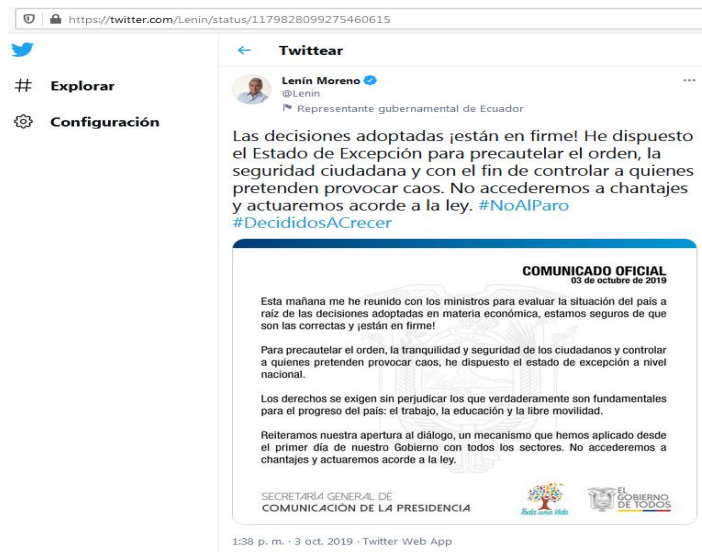 https://twitter.com/Lenin/status/1179828099275460615
Explorar
Configuración
Twittear
Lenín Moreno
@Lenin
Representante gubernamental de Ecuador
Las decisiones adoptadas ¡están en firme! He dispuesto
el Estado de Excepción para precautelar el orden, la
seguridad ciudadana y con el fin de controlar a quienes
pretenden provocar caos. No accederemos a chantajes
y actuaremos acorde a la ley. #NoAlParo
#DecididosACrecer
COMUNICADO OFICIAL
03 de octubre de 2019
Esta mañana me he reunido con los ministros para evaluar la situación del país a
raíz de las decisiones adoptadas en materia económica, estamos seguros de que
son las correctas y ¡están en firme!
Para precautelar el orden, la tranquilidad y seguridad de los ciudadanos y controlar
a quienes pretenden provocar caos, he dispuesto el estado de excepción a nivel
nacional.
Los derechos se exigen sin perjudicar los que verdaderamente son fundamentales
para el progreso del país: el trabajo, la educación y la libre movilidad.
Reiteramos nuestra apertura al diálogo, un mecanismo que hemos aplicado desde
el primer día de nuestro Gobierno con todos los sectores. No accederemos a
chantajes y actuaremos acorde a la ley.
SECRETARÍA GENERAL DE
COMUNICACIÓN DE LA PRESIDENCIA
Toda una Vida
EL
GOBIERNO
DE TODOS
1:38 p. m. · 3 oct. 2019 · Twitter Web App